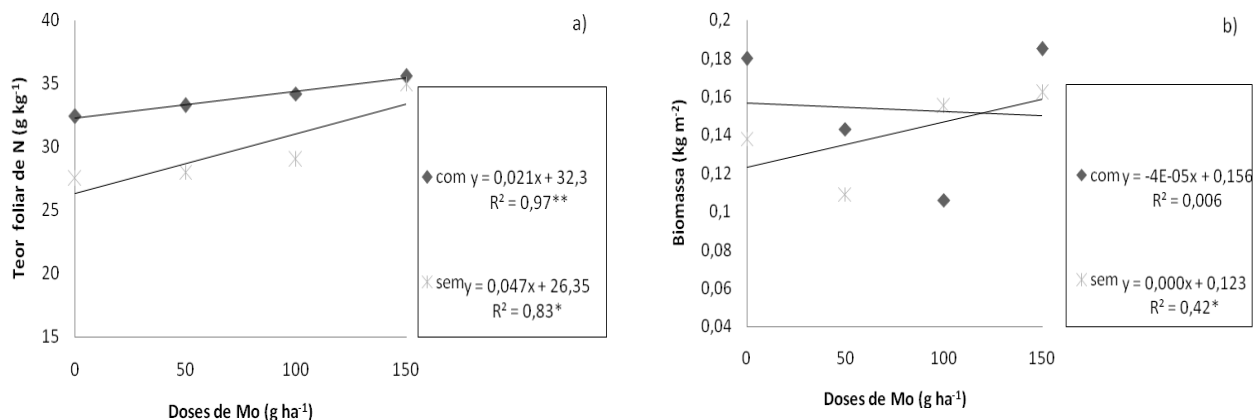 a)
40
35
30
25
20
15
0 50 100 150
Teor foliar de N (g kg⁻¹)
Doses de Mo (g ha⁻¹)
com y = 0,021x + 32,3
R² = 0,97**
sem y = 0,047x + 26,35
R² = 0,83*
b)
0,2
0,18
0,16
0,14
0,12
0,1
0,08
0,06
0,04
0 50 100 150
Biomassa (kg m⁻²)
Doses de Mo (g ha⁻¹)
com y = -4E-05x + 0,156
R² = 0,006
sem y = 0,000x + 0,123
R² = 0,42*